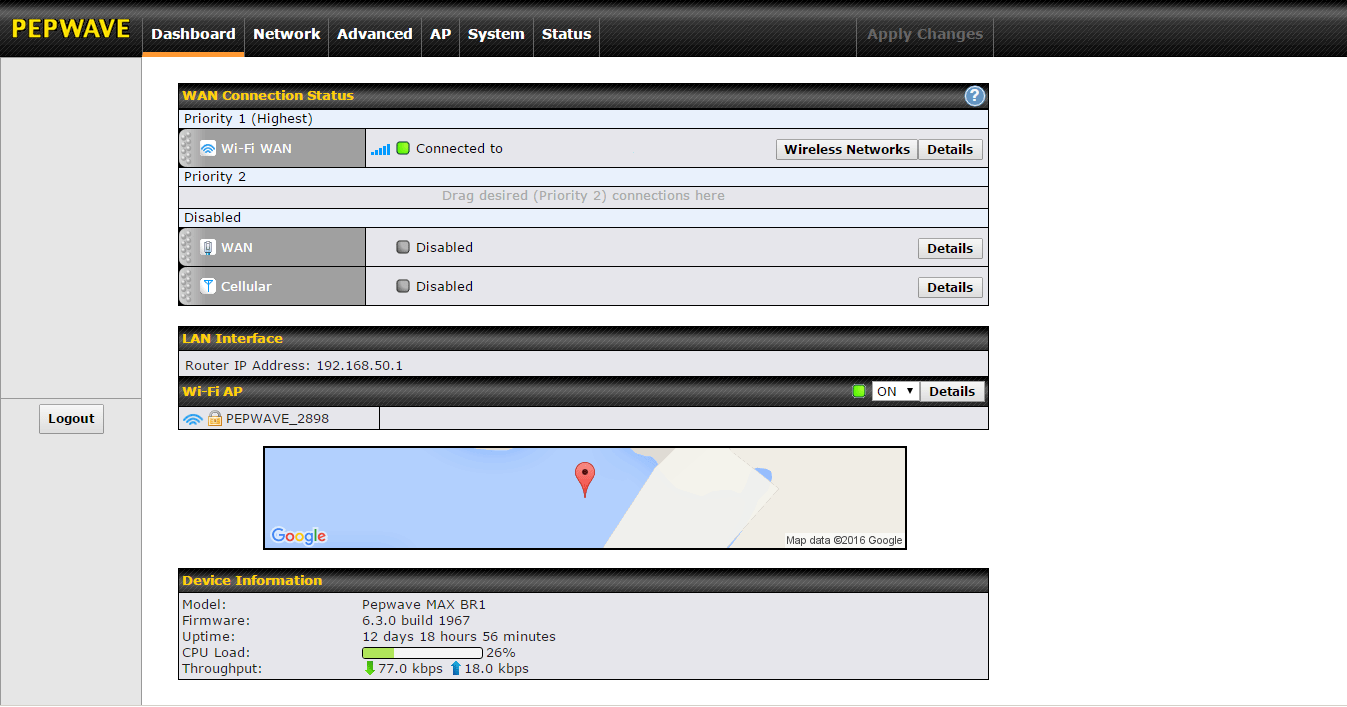 PEPWAVE Dashboard Network Advanced AP System Status Apply Changes
WAN Connection Status ?
Priority 1 (Highest)
Wi-Fi WAN Connected to Wireless Networks Details
Priority 2
Drag desired (Priority 2) connections here
Disabled
WAN Disabled Details
Cellular Disabled Details
LAN Interface
Router IP Address: 192.168.50.1
Wi-Fi AP ON Details
Logout
PEPWAVE_2898
Google Map data ©2016 Google
Device Information
Model: Pepwave MAX BR1
Firmware: 6.3.0 build 1967
Uptime: 12 days 18 hours 56 minutes
CPU Load: 26%
Throughput: 77.0 kbps 18.0 kbps